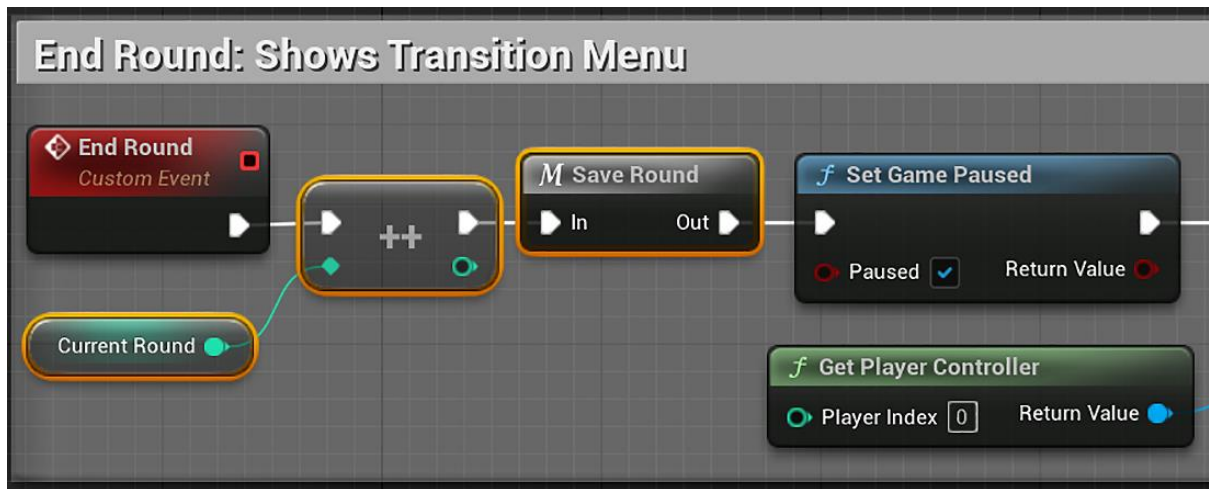 End Round: Shows Transition Menu
End Round
Custom Event
++
Current Round
M Save Round
In Out
f Set Game Paused
Paused Return Value
f Get Player Controller
Player Index 0 Return Value